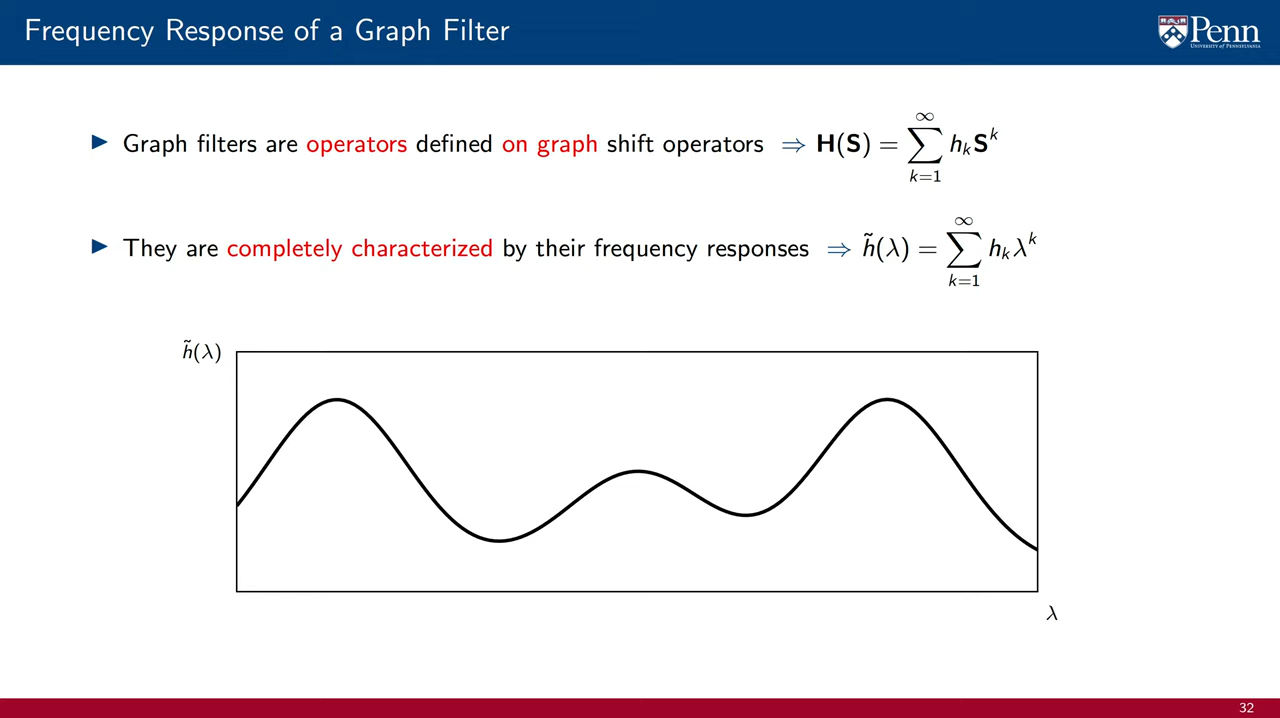 Frequency Response of a Graph Filter
Penn
UNIVERSITY of PENNSYLVANIA
▶ Graph filters are operators defined on graph shift operators ⇒ H(S) = ∑_{k=1}^{∞} h_k S^k
▶ They are completely characterized by their frequency responses ⇒ h̃(λ) = ∑_{k=1}^{∞} h_k λ^k
h̃(λ)
λ
32